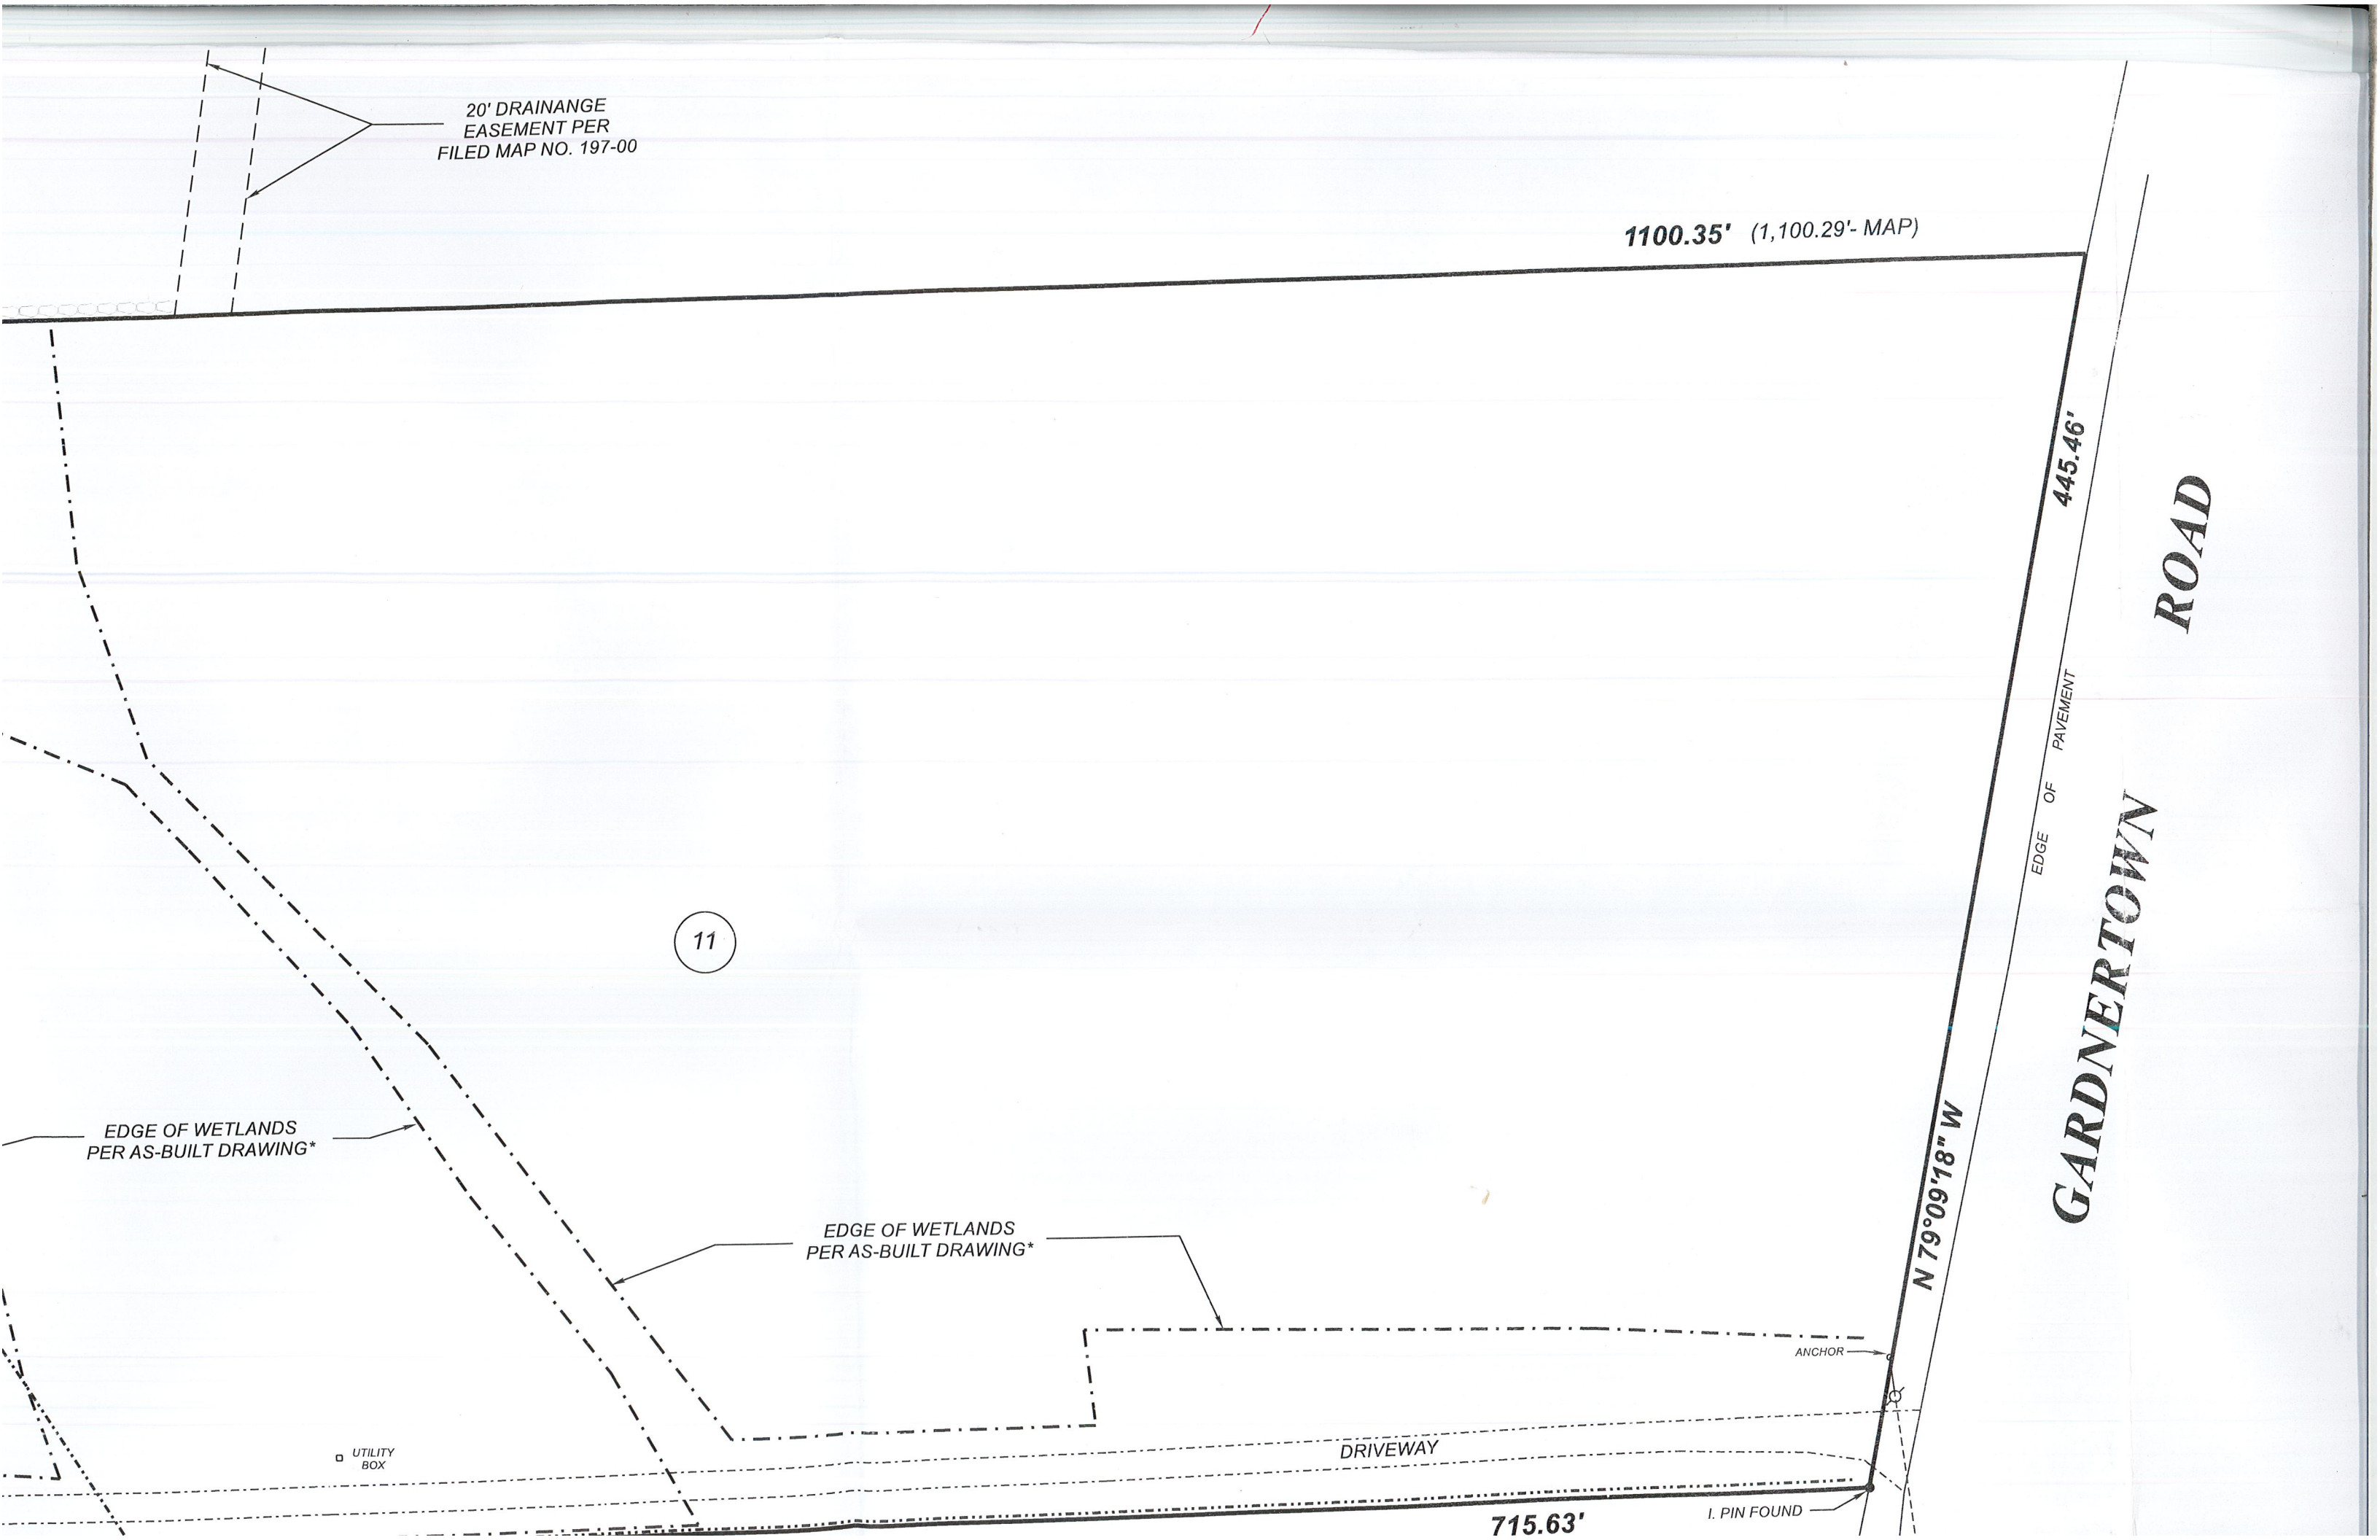 20' DRAINANGE
EASEMENT PER
FILED MAP NO. 197-00
1100.35' (1,100.29'- MAP)
445.46'
ROAD
EDGE OF PAVEMENT
GARDNERTOWN
11
N 79°09'18" W
EDGE OF WETLANDS
PER AS-BUILT DRAWING*
EDGE OF WETLANDS
PER AS-BUILT DRAWING*
ANCHOR
UTILITY
BOX
DRIVEWAY
I. PIN FOUND
715.63'